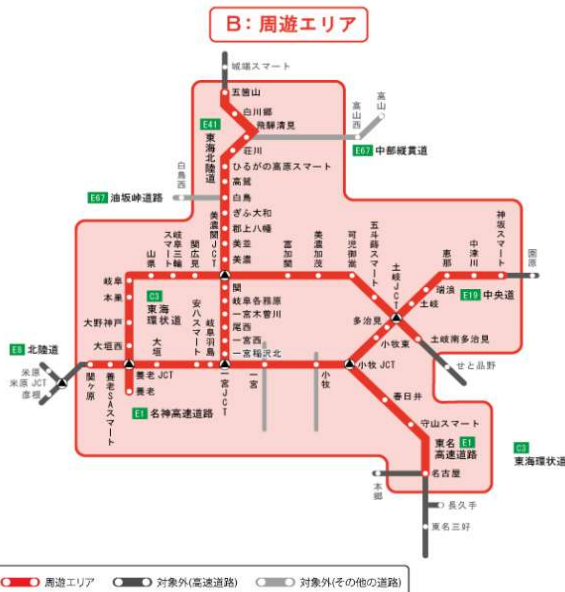 B：周遊エリア
城端スマート
五箇山
白川郷
飛騨清見
高山西
高山
E41
東海北陸道
荘川
E67 中部縦貫道
ひるがの高原スマート
高鷲
白鳥西
白鳥
E67 油坂峠道路
ぎふ大和
郡上八幡
美並
美濃
美濃関JCT
関広見
岐阜三輪スマート
山県
岐阜
本巣
大野神戸
大垣西
C3
東海環状道
富加関
美濃加茂
可児御嵩
五斗蒔スマート
土岐JCT
土岐
瑞浪
恵那
中津川
神坂スマート
園原
E19 中央道
関
岐阜各務原
一宮木曽川
尾西
一宮西
一宮稲沢北
多治見
小牧東
土岐南多治見
せと品野
E8 北陸道
米原
米原 JCT
彦根
関ヶ原
養老SAスマート
養老 JCT
養老
大垣
安八スマート
岐阜羽島
一宮JCT
一宮
小牧
小牧 JCT
E1 名神高速道路
春日井
守山スマート
東名 E1
高速道路
名古屋
C3
東海環状道
本郷
長久手
東名三好
周遊エリア
対象外(高速道路)
対象外(その他の道路)